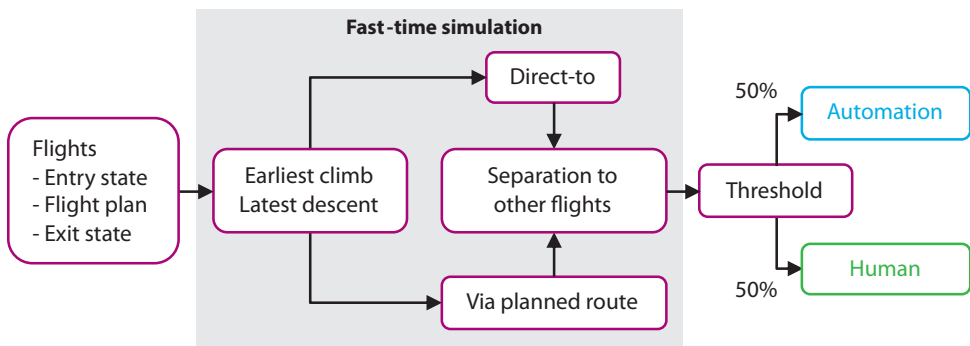 Fast-time simulation
Flights
- Entry state
- Flight plan
- Exit state
Earliest climb
Latest descent
Direct-to
Separation to
other flights
Via planned route
Threshold
50%
Automation
50%
Human